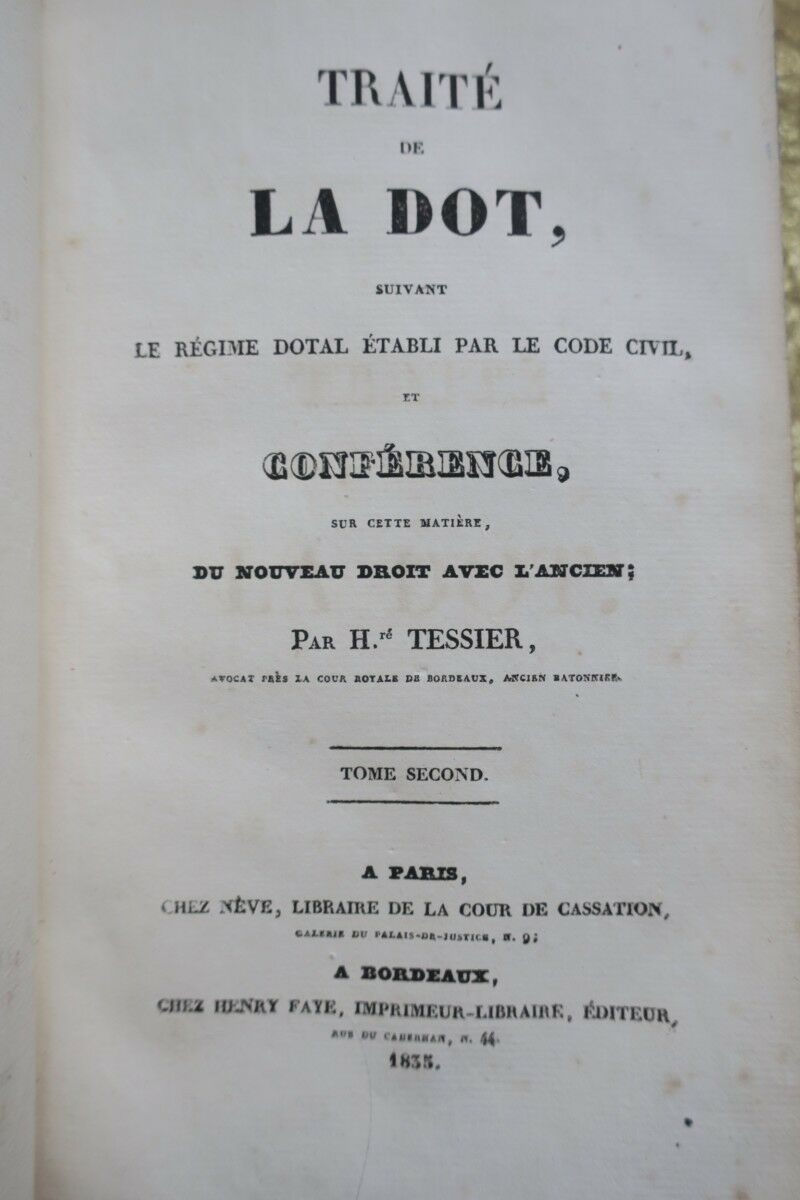 TRAITÉ
DE
LA DOT,
SUIVANT
LE RÉGIME DOTAL ÉTABLI PAR LE CODE CIVIL,
ET
CONFÉRENCE,
SUR CETTE MATIÈRE,
DU NOUVEAU DROIT AVEC L'ANCIEN;
PAR H.ré TESSIER,
AVOCAT PRÈS LA COUR ROYALE DE BORDEAUX, ANCIEN BATONNIER.
TOME SECOND.
A PARIS,
CHEZ NÈVE, LIBRAIRE DE LA COUR DE CASSATION,
GALERIE DU PALAIS-DE-JUSTICE, N. 9;
A BORDEAUX,
CHEZ HENRY FAYE, IMPRIMEUR-LIBRAIRE, ÉDITEUR,
RUE DU CAHERNAN, N. 44.
1835.